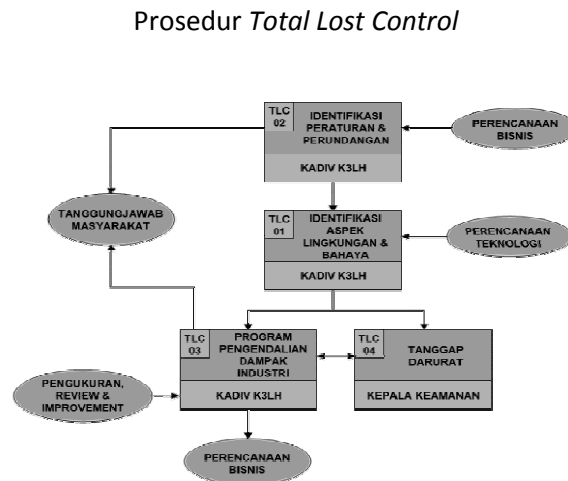 Prosedur Total Lost Control
TLC
02
IDENTIFIKASI
PERATURAN &
PERUNDANGAN
KADIV K3LH
PERENCANAAN
BISNIS
TANGGUNGJAWAB
MASYARAKAT
TLC
01
IDENTIFIKASI
ASPEK
LINGKUNGAN &
BAHAYA
KADIV K3LH
PERENCANAAN
TEKNOLOGI
TLC
03
PROGRAM
PENGENDALIAN
DAMPAK
INDUSTRI
KADIV K3LH
TLC
04
TANGGAP
DARURAT
KEPALA KEAMANAN
PENGUKURAN,
REVIEW &
IMPROVEMENT
PERENCANAAN
BISNIS